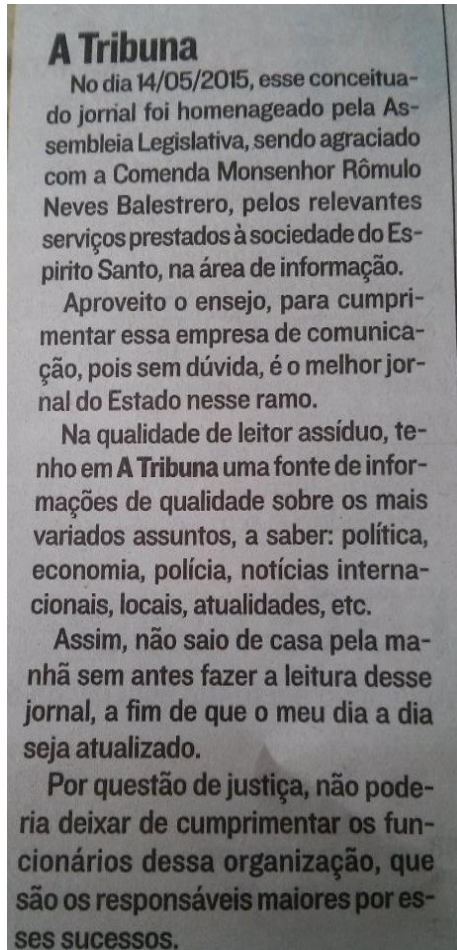 A Tribuna
No dia 14/05/2015, esse conceitua-
do jornal foi homenageado pela As-
sembleia Legislativa, sendo agraciado
com a Comenda Monsenhor Rômulo
Neves Balestrero, pelos relevantes
serviços prestados à sociedade do Es-
pirito Santo, na área de informação.
Aproveito o ensejo, para cumpri-
mentar essa empresa de comunica-
ção, pois sem dúvida, é o melhor jor-
nal do Estado nesse ramo.
Na qualidade de leitor assíduo, te-
nho em A Tribuna uma fonte de infor-
mações de qualidade sobre os mais
variados assuntos, a saber: política,
economia, polícia, notícias interna-
cionais, locais, atualidades, etc.
Assim, não saio de casa pela ma-
nhã sem antes fazer a leitura desse
jornal, a fim de que o meu dia a dia
seja atualizado.
Por questão de justiça, não pode-
ria deixar de cumprimentar os fun-
cionários dessa organização, que
são os responsáveis maiores por es-
ses sucessos.